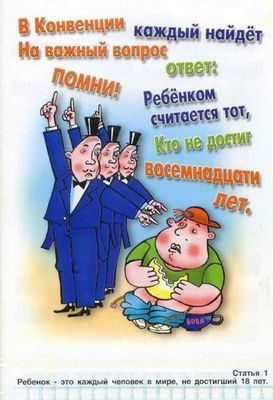 В Конвенции каждый найдёт
На важный вопрос ответ:
ПОМНИ!
Ребёнком считается тот,
Кто не достиг восемнадцати лет.
ВОВА
Статья 1
Ребенок - это каждый человек в мире, не достигший 18 лет.